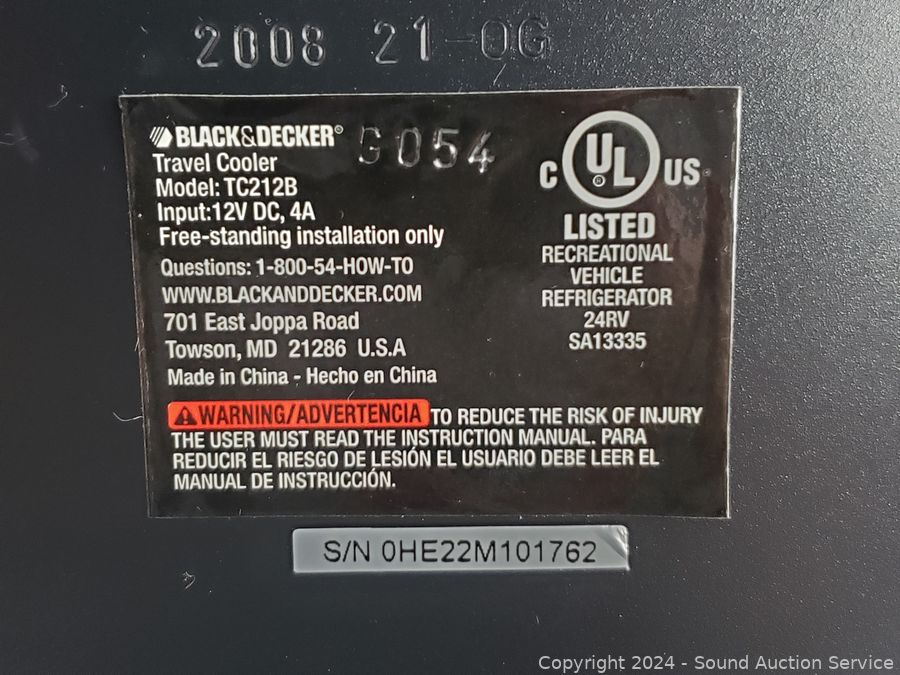 2008 21-OG
BLACK&DECKER® G054
Travel Cooler
Model: TC212B
Input:12V DC, 4A
Free-standing installation only
Questions: 1-800-54-HOW-TO
WWW.BLACKANDDECKER.COM
701 East Joppa Road
Towson, MD 21286 U.S.A
Made in China - Hecho en China
C UL ® US
LISTED
RECREATIONAL
VEHICLE
REFRIGERATOR
24RV
SA13335
WARNING/ADVERTENCIA TO REDUCE THE RISK OF INJURY
THE USER MUST READ THE INSTRUCTION MANUAL. PARA
REDUCIR EL RIESGO DE LESIÓN EL USUARIO DEBE LEER EL
MANUAL DE INSTRUCCIÓN.
S/N 0HE22M101762
Copyright 2024 - Sound Auction Service